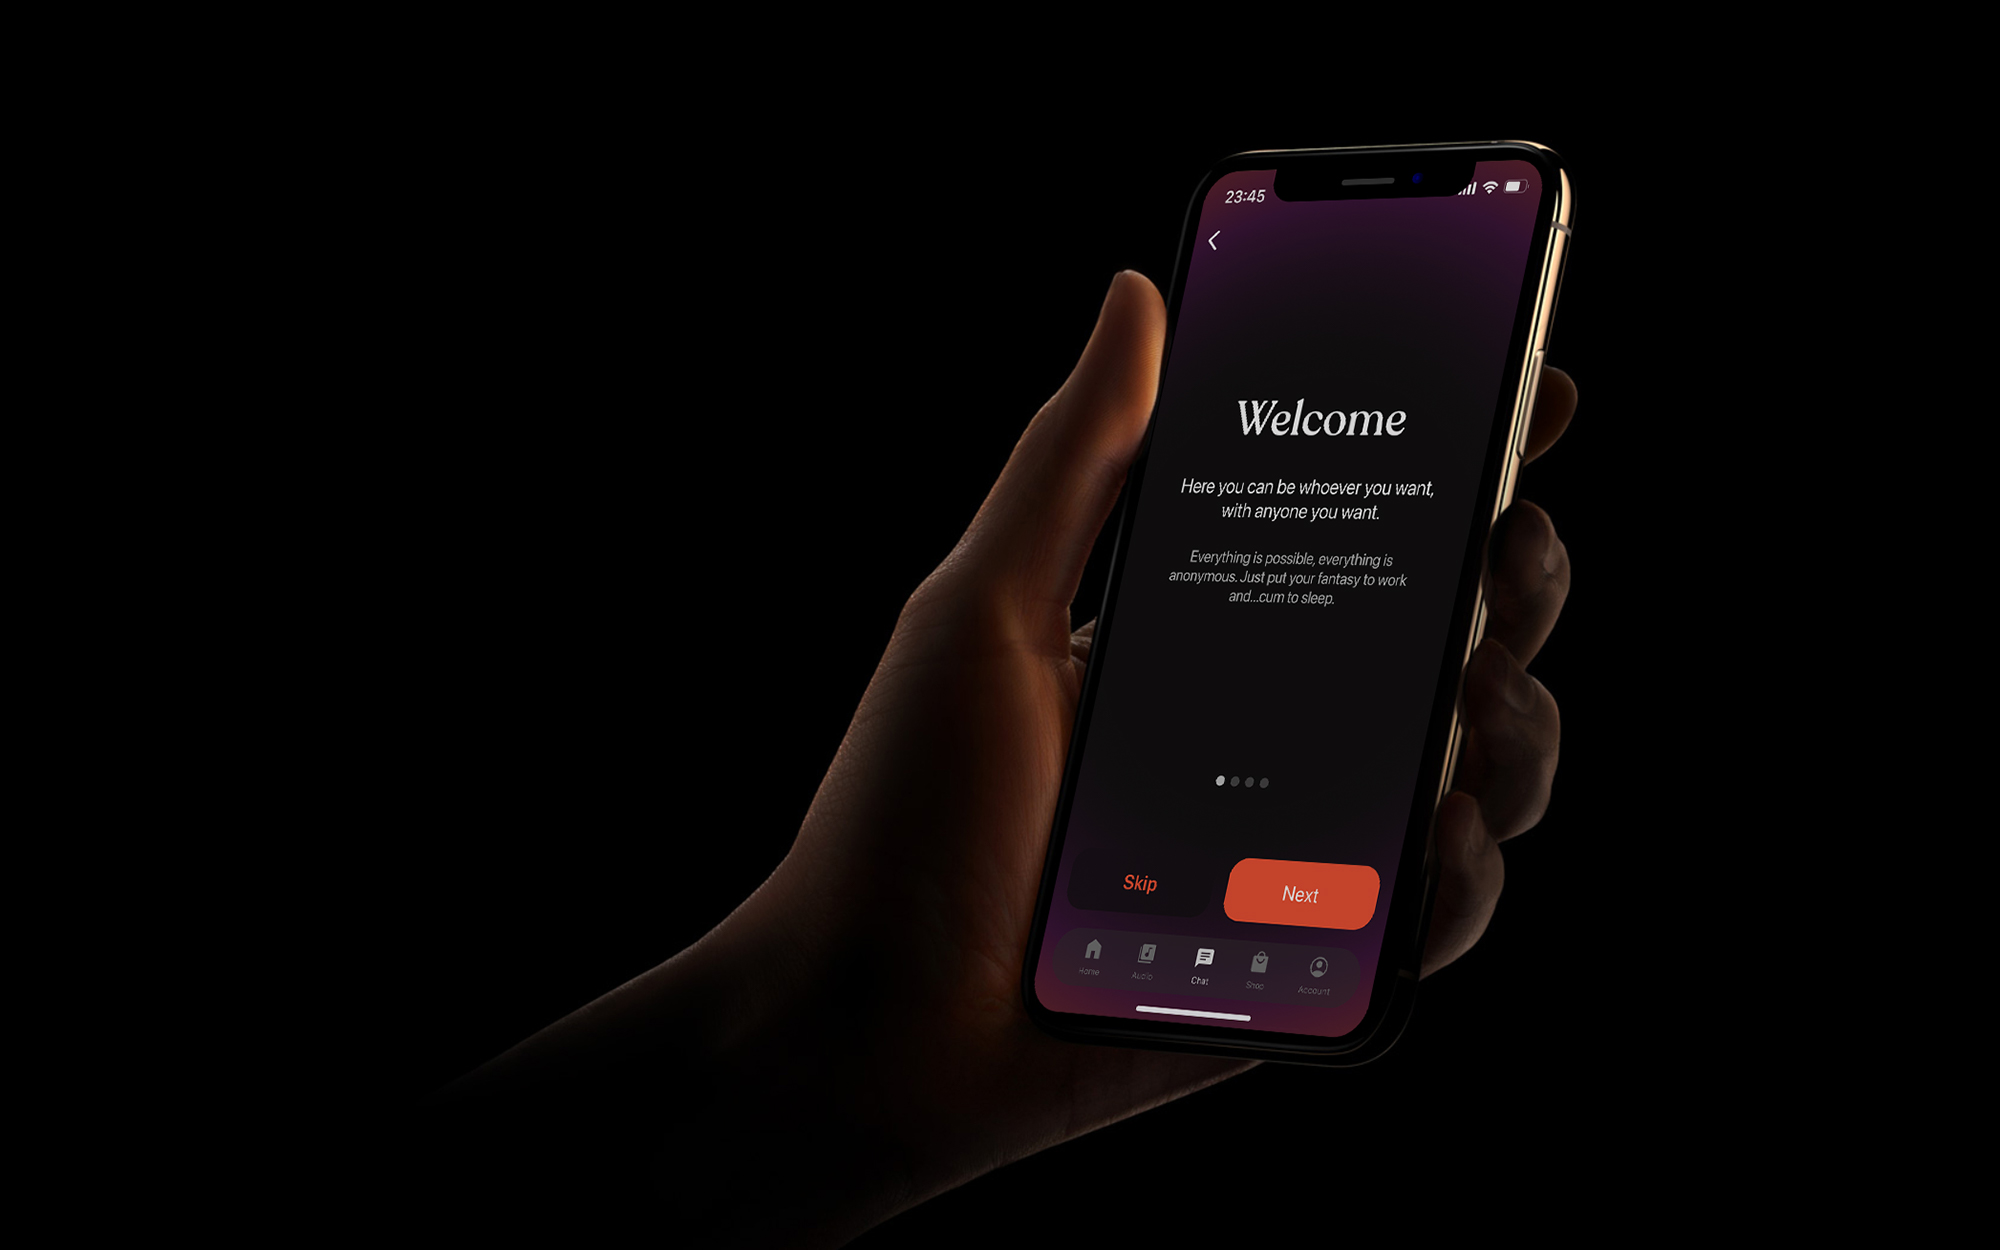 23:45
Welcome
Here you can be whoever you want,
with anyone you want.
Everything is possible, everything is
anonymous. Just put your fantasy to work
and...cum to sleep.
Skip
Next
Home
Audio
Chat
Shop
Account